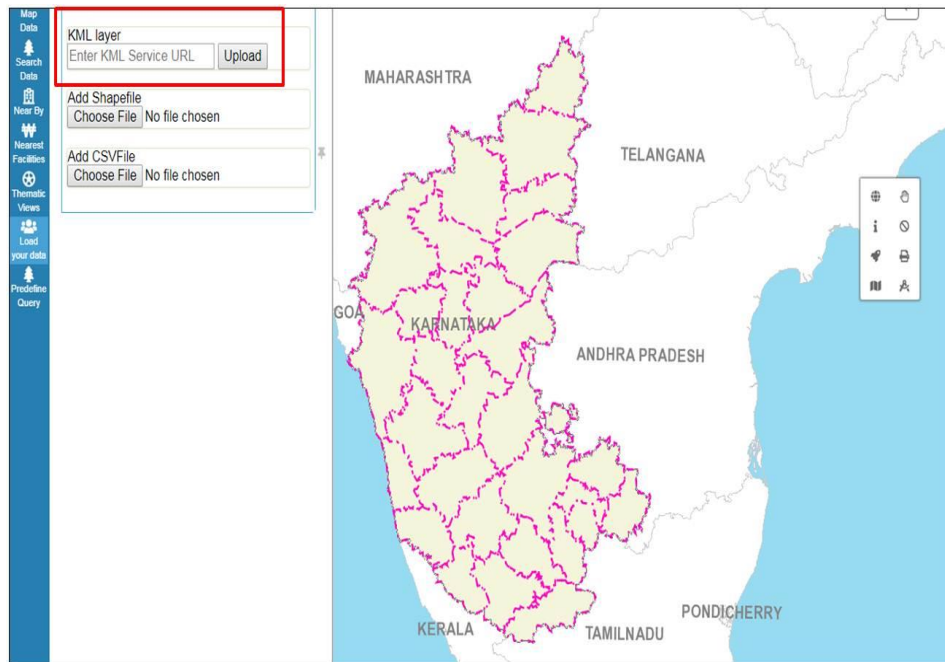 Map
Data
Search
Data
Near By
Nearest
Facilities
Thematic
Views
Load
your data
Predefine
Query
KML layer
Enter KML Service URL Upload
Add Shapefile
Choose File No file chosen
Add CSVFile
Choose File No file chosen
MAHARASHTRA
TELANGANA
GOA
KARNATAKA
ANDHRA PRADESH
PONDICHERRY
KERALA
TAMILNADU